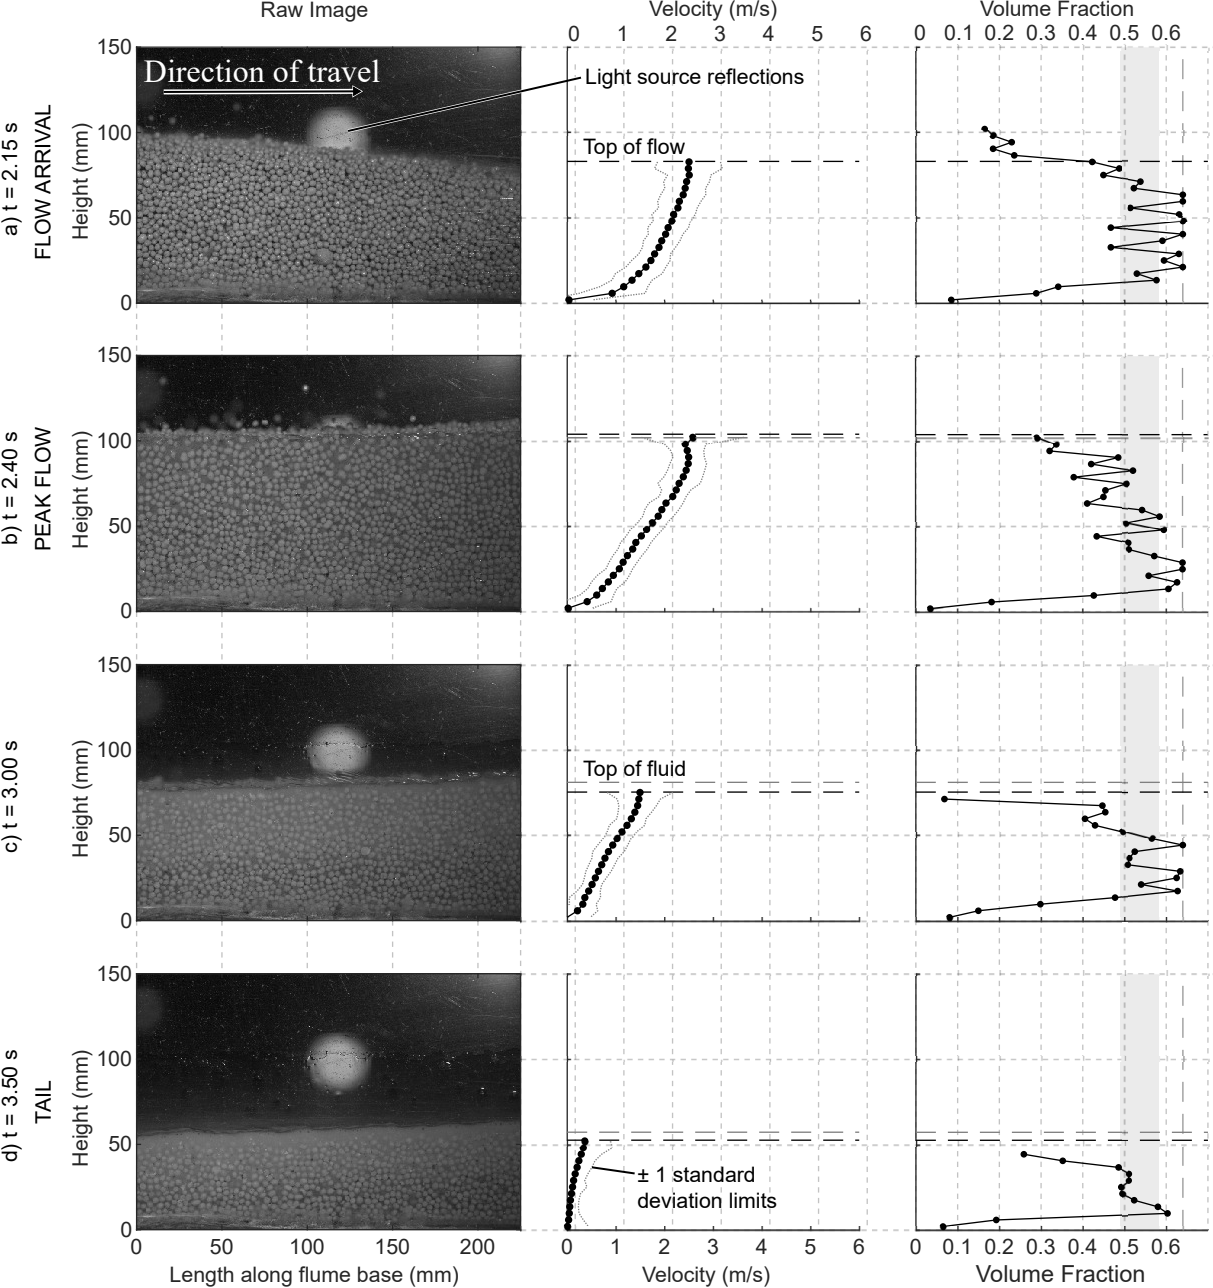 Raw Image
Velocity (m/s)
Volume Fraction
0 1 2 3 4 5 6
0 0.1 0.2 0.3 0.4 0.5 0.6
a) t = 2.15 s
FLOW ARRIVAL
Height (mm)
150
100
50
0
Direction of travel
Light source reflections
Top of flow
b) t = 2.40 s
PEAK FLOW
Height (mm)
150
100
50
0
c) t = 3.00 s
Height (mm)
150
100
50
0
Top of fluid
d) t = 3.50 s
TAIL
Height (mm)
150
100
50
0
± 1 standard
deviation limits
0 50 100 150 200
0 1 2 3 4 5 6
0 0.1 0.2 0.3 0.4 0.5 0.6
Length along flume base (mm)
Velocity (m/s)
Volume Fraction